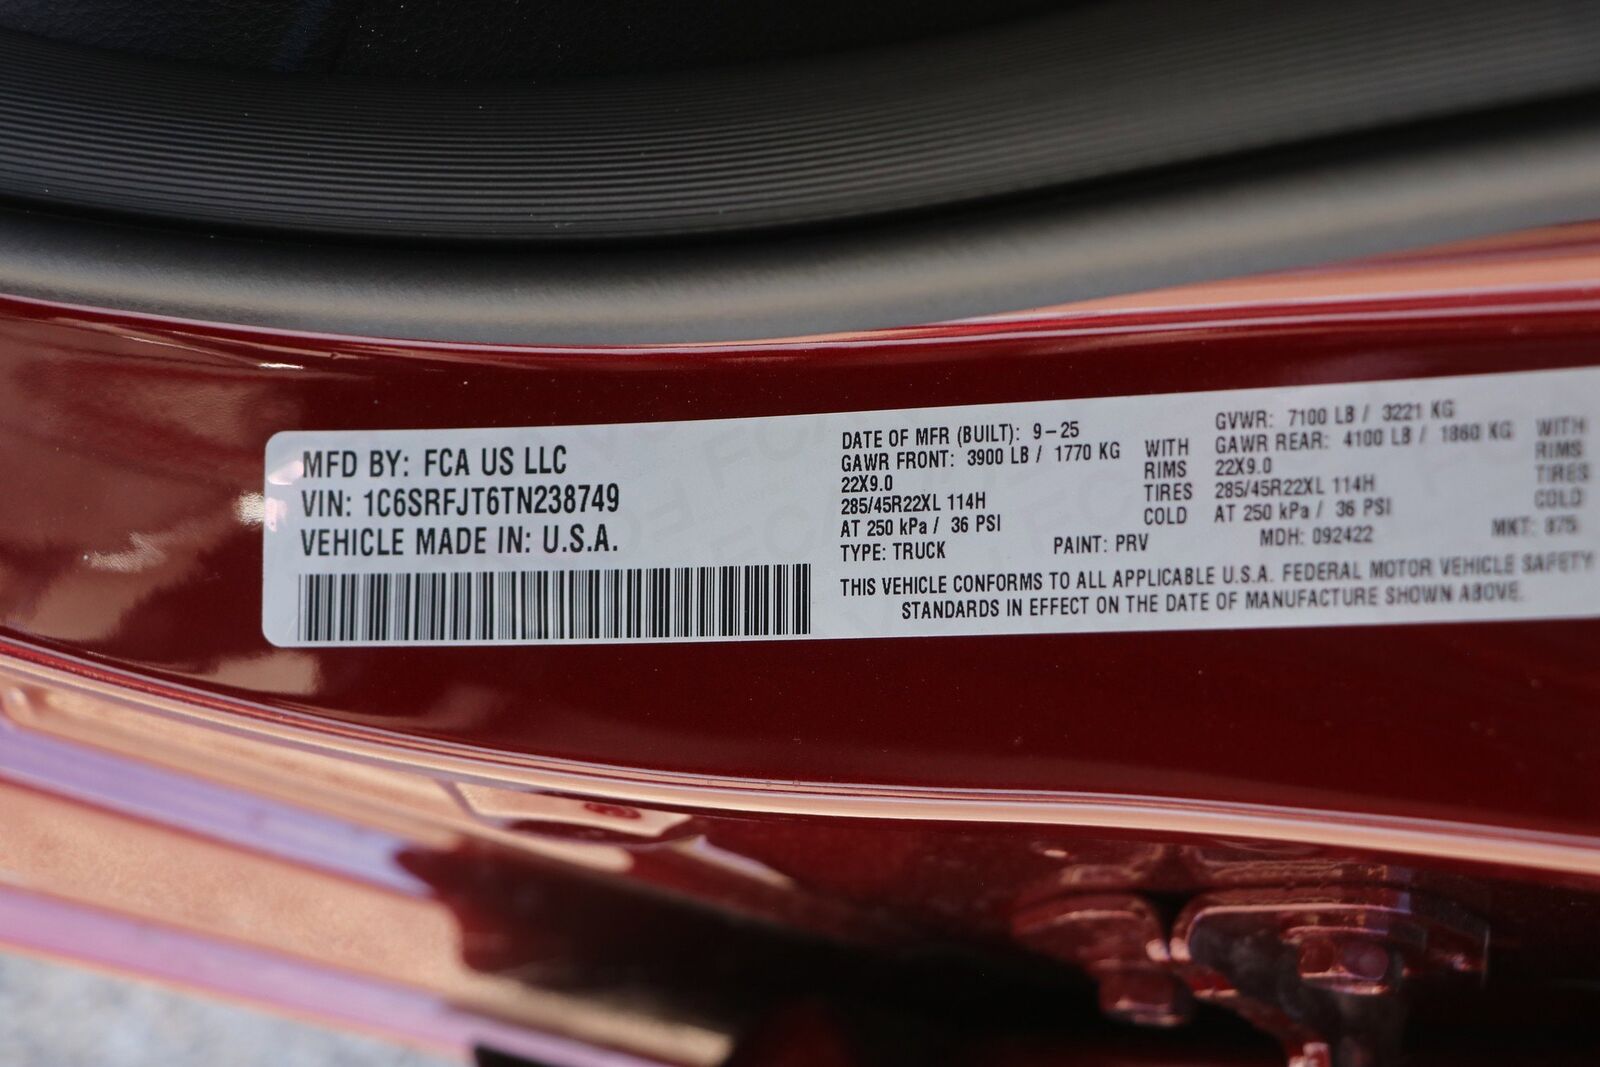 MFD BY: FCA US LLC
VIN: 1C6SRFJT6TN238749
VEHICLE MADE IN: U.S.A.
DATE OF MFR (BUILT): 9-25
GAWR FRONT: 3900 LB / 1770 KG WITH
22X9.0 RIMS
285/45R22XL 114H TIRES
AT 250 kPa / 36 PSI COLD
GVWR: 7100 LB / 3221 KG
GAWR REAR: 4100 LB / 1860 KG WITH
22X9.0 RIMS
285/45R22XL 114H TIRES
AT 250 kPa / 36 PSI COLD
TYPE: TRUCK PAINT: PRV MDH: 092422 MKT:
THIS VEHICLE CONFORMS TO ALL APPLICABLE U.S.A. FEDERAL MOTOR VEHICLE SAFETY
STANDARDS IN EFFECT ON THE DATE OF MANUFACTURE SHOWN ABOVE.